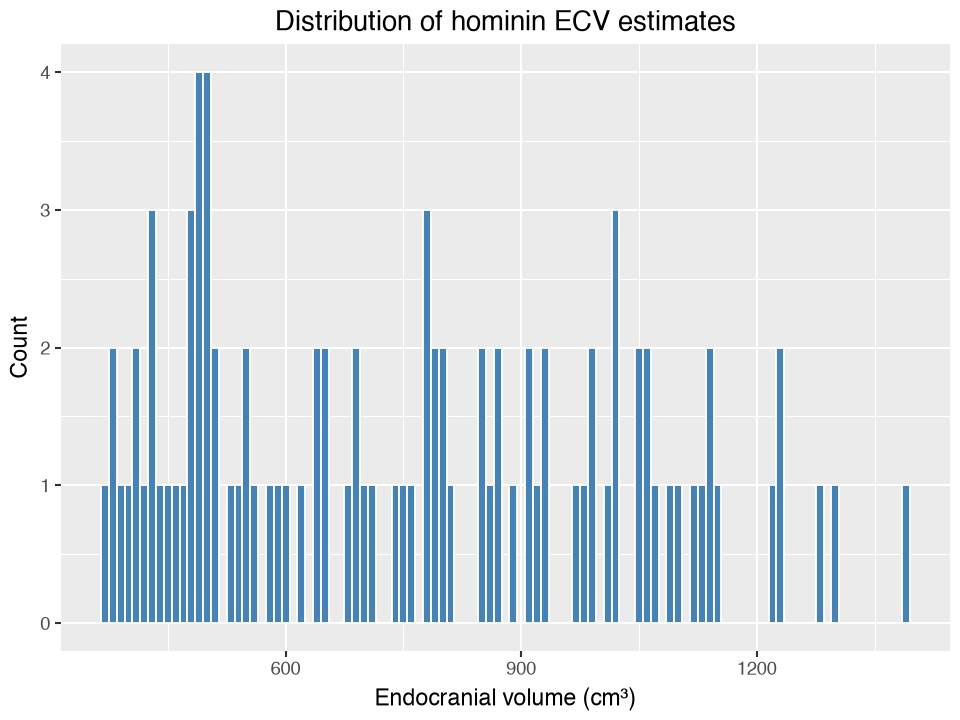 Distribution of hominin ECV estimates
4
3
2
1
0
Count
600
900
1200
Endocranial volume (cm³)